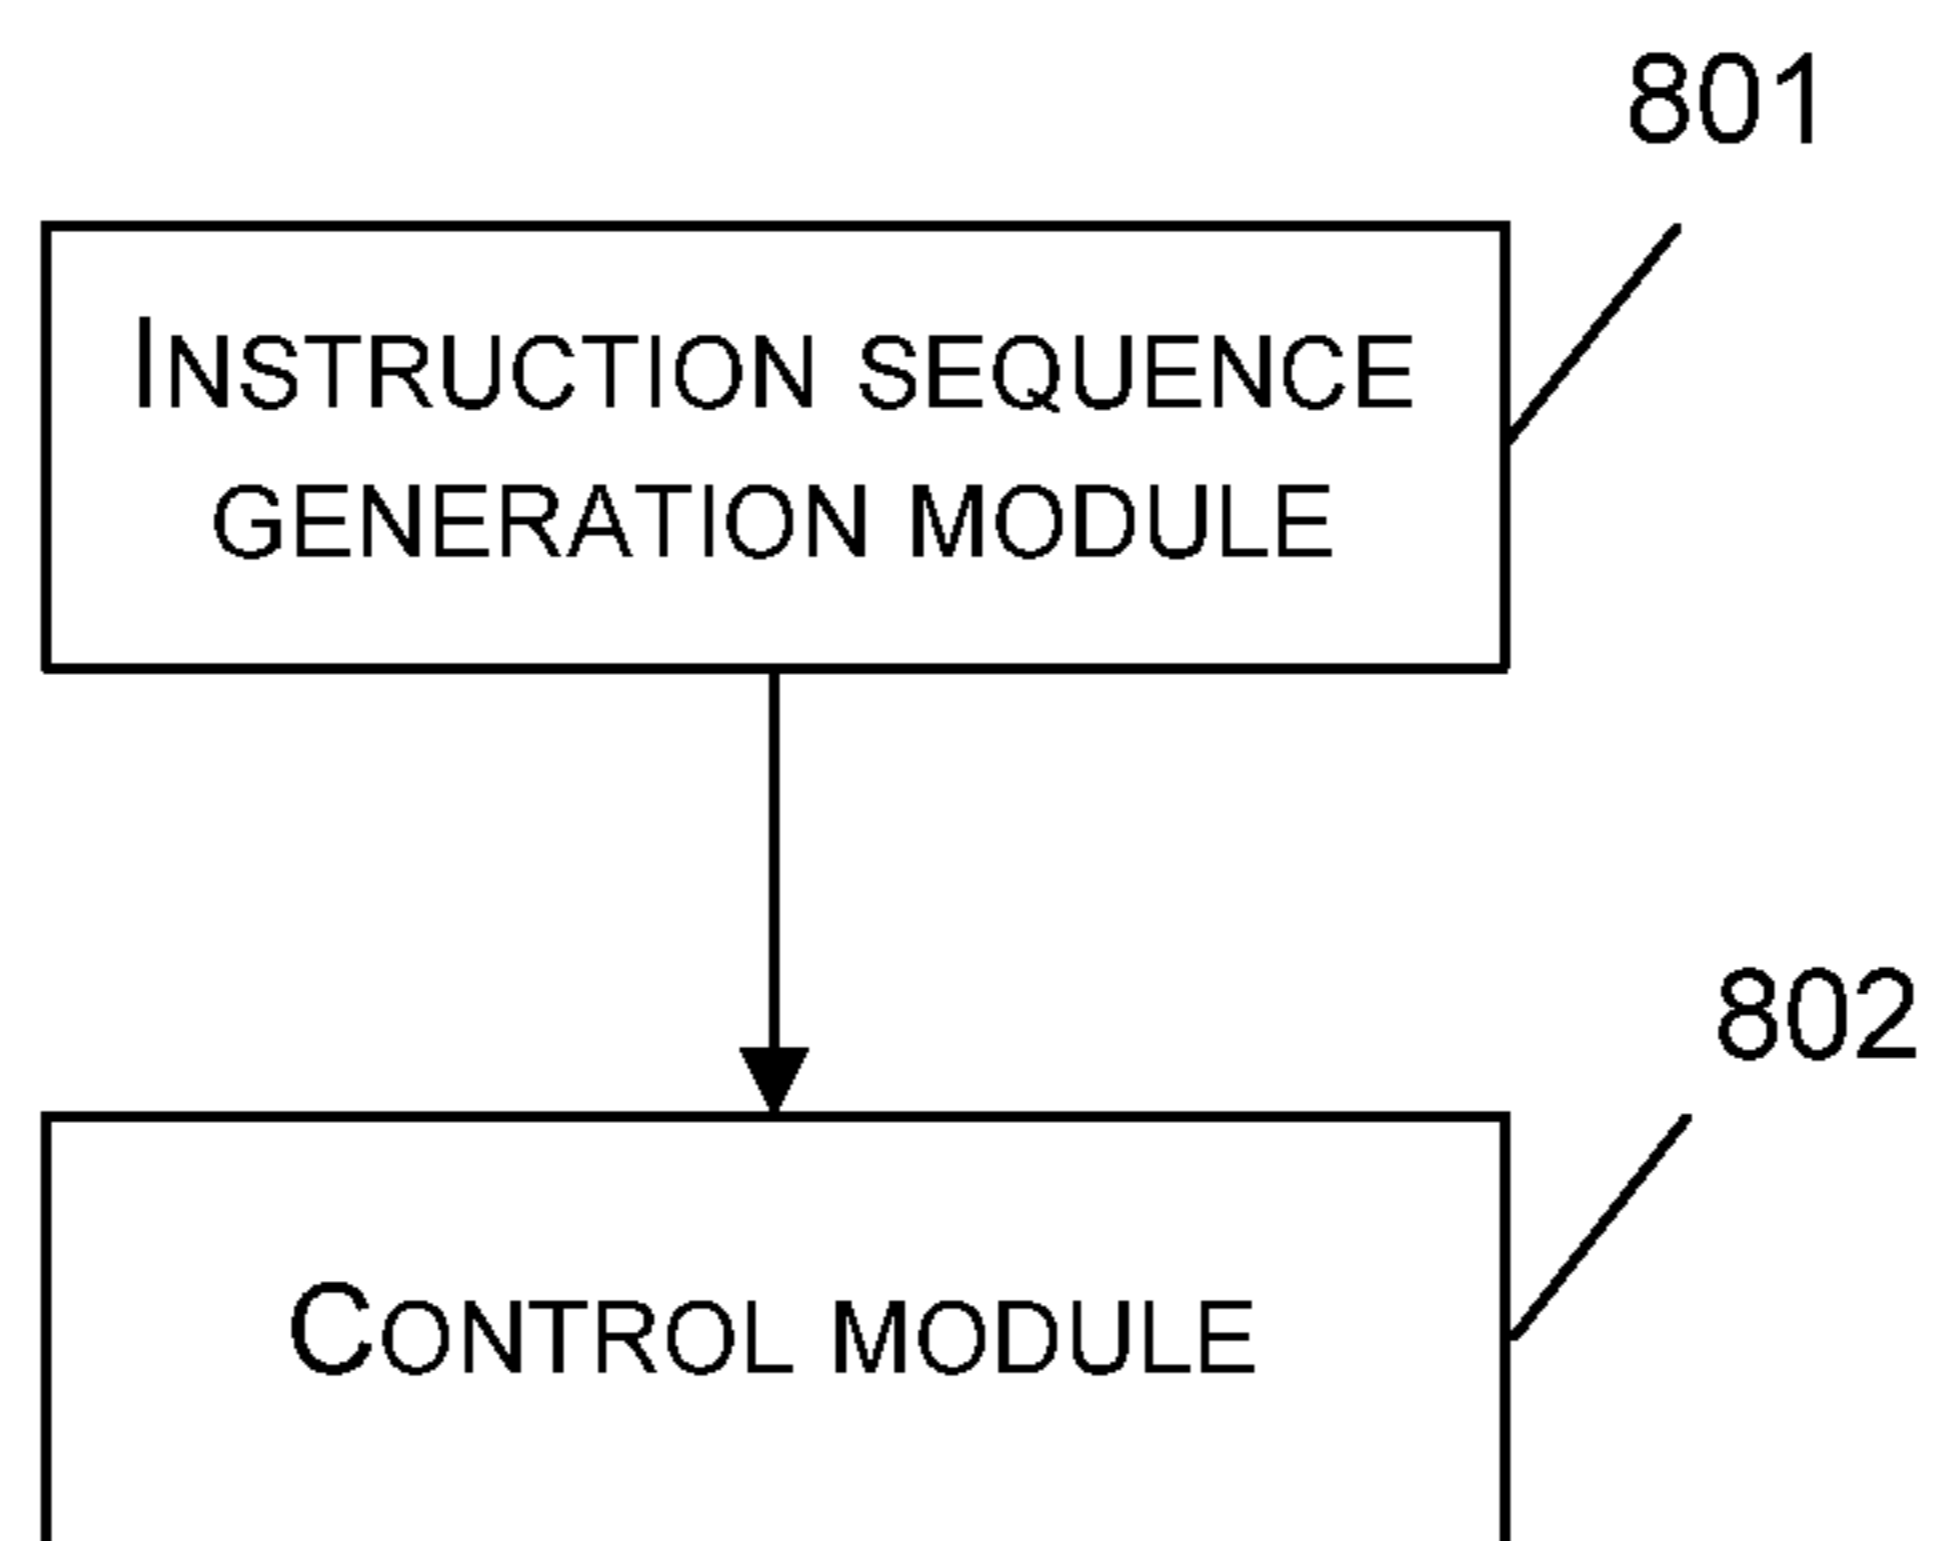 801
INSTRUCTION SEQUENCE
GENERATION MODULE
802
CONTROL MODULE